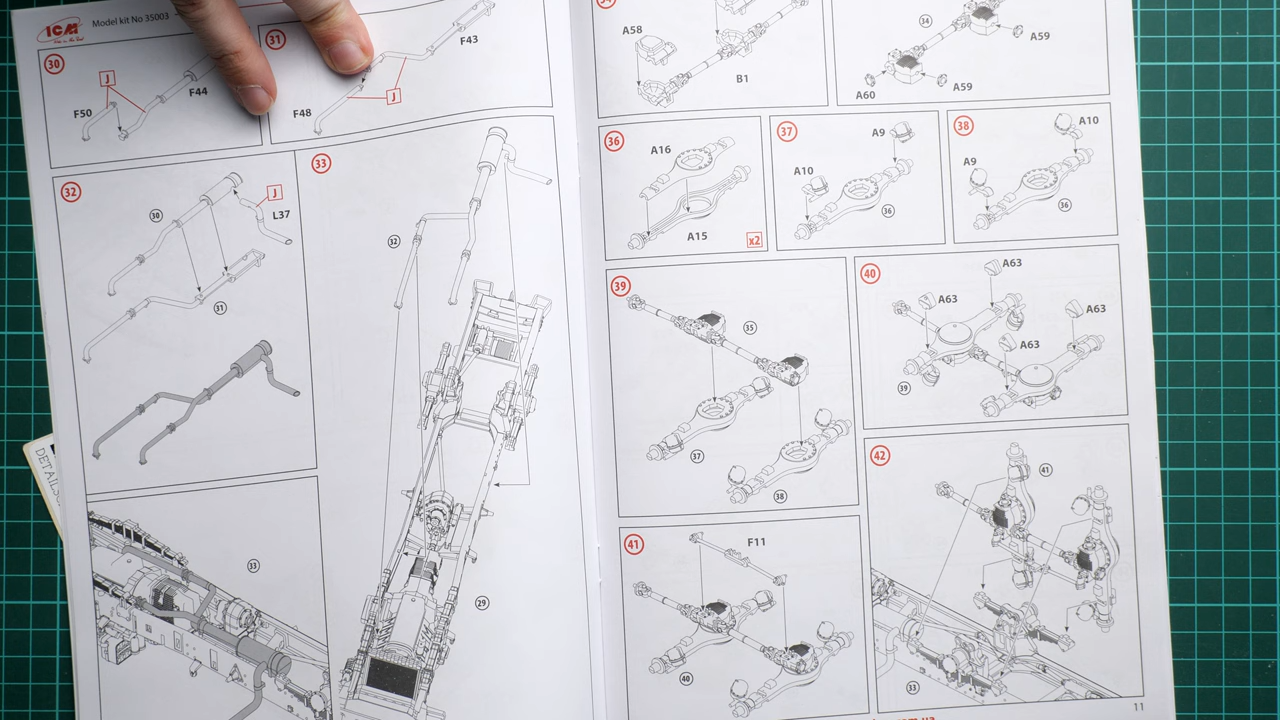 ICM
Model kit No 35003
30
J
F50
F44
31
F43
J
F48
32
30
J
L37
31
33
32
29
33
A58
B1
34
A59
A60
A59
36
A16
A15
x2
37
A9
A10
36
38
A10
A9
36
39
35
37
38
40
A63
A63
A63
A63
39
41
F11
40
42
41
33
11
DETAILS